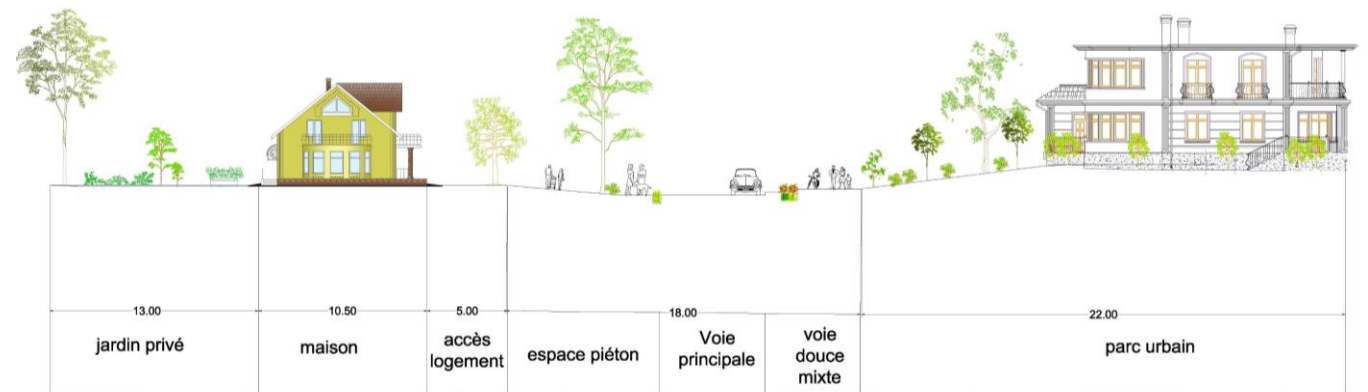 13.00 10.50 5.00 18.00 22.00
jardin privé
maison
accès
logement
espace piéton
Voie
principale
voie
douce
mixte
parc urbain